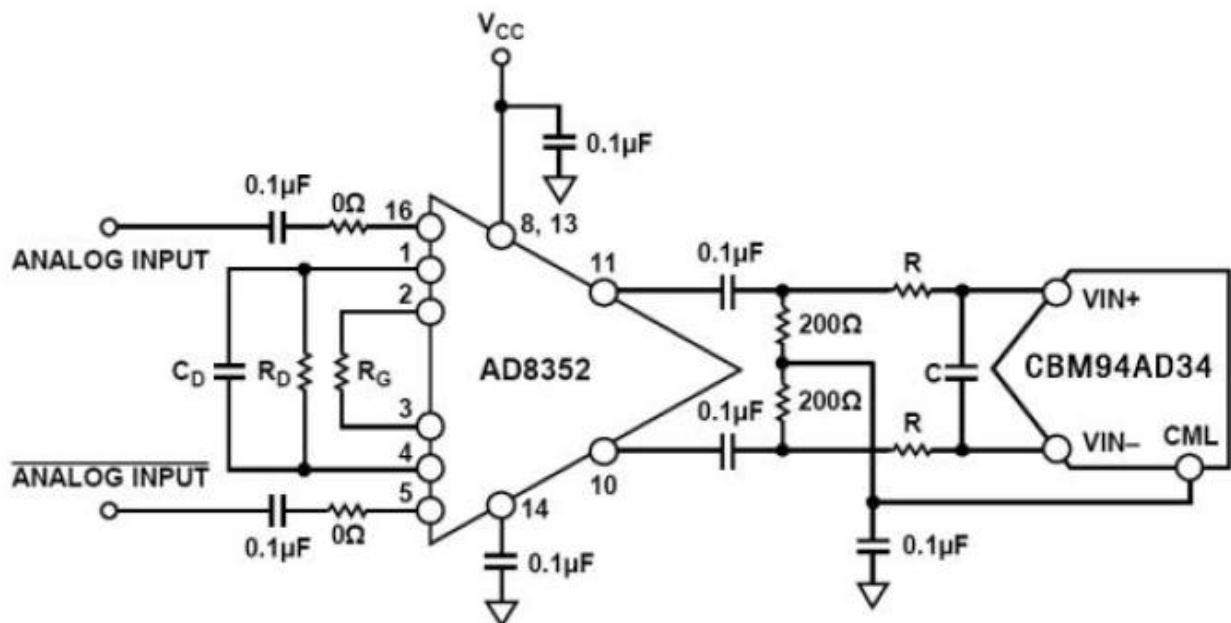 VCC
0.1µF
0.1µF
0Ω
16
8, 13
ANALOG INPUT
1
11
0.1µF
R
2
VIN+
200Ω
CD
RD
RG
AD8352
C
CBM94AD34
0.1µF
200Ω
3
R
4
VIN–
CML
ANALOG INPUT
5
10
14
0.1µF
0Ω
0.1µF
0.1µF